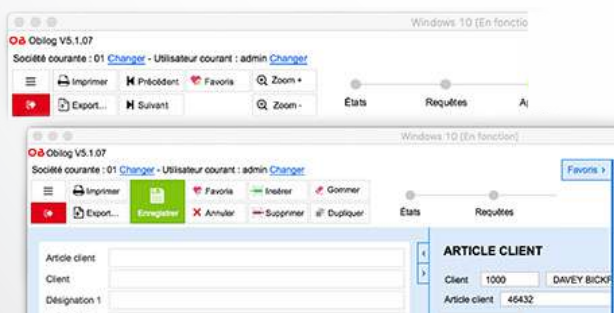 Windows 10 (En fonctio
Obilog V5.1.07
Société courante : 01 Changer - Utilisateur courant : admin Changer
Imprimer Précédent Favoris Zoom +
Export... Suivant Zoom -
États Requêtes
Windows 10 (En fonction)
Obilog V5.1.07
Société courante : 01 Changer - Utilisateur courant : admin Changer
Favoris >
Imprimer Enregistrer Favoris Insérer Gommer
Export... Annuler Supprimer Dupliquer
États Requêtes
Article client
Client
Désignation 1
ARTICLE CLIENT
Client 1000 DAVEY BICKF
Article client 46432